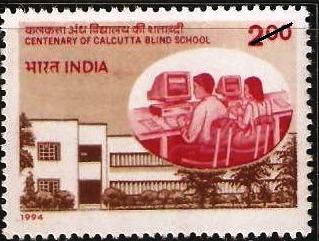 कलकत्ता अंध विद्यालय की शताब्दी
2.00
CENTENARY OF CALCUTTA BLIND SCHOOL
भारत INDIA
1994